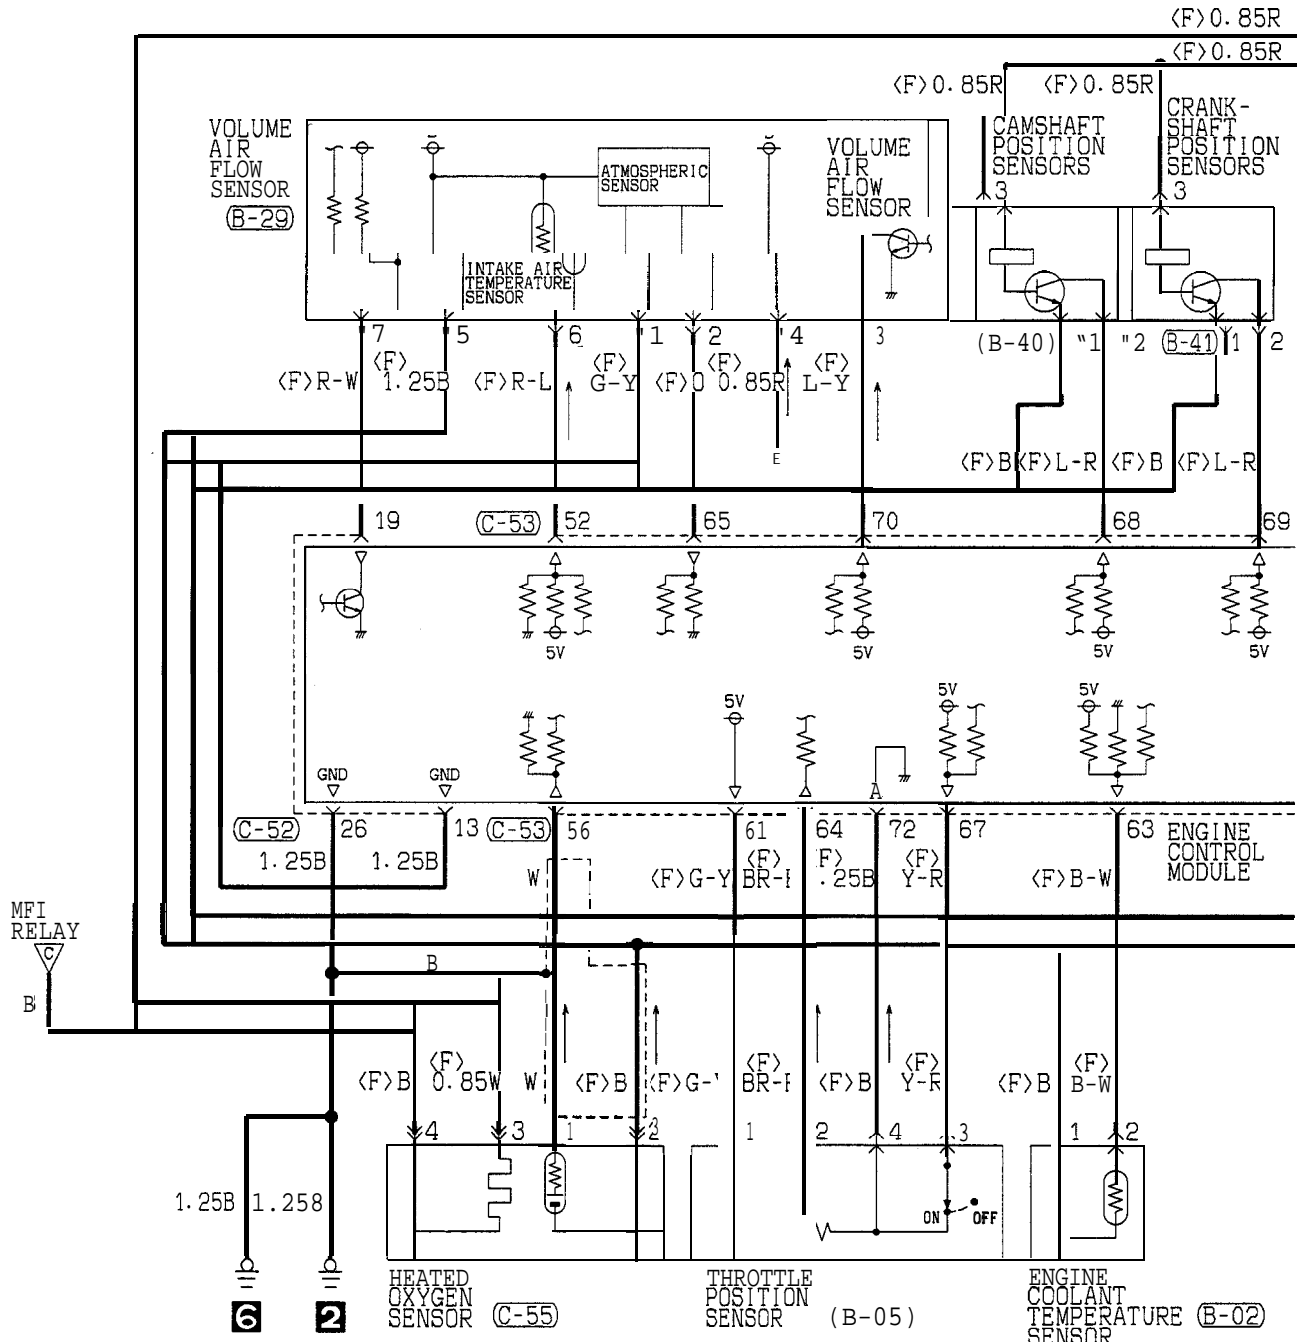 <F>0.85R
<F>0.85R
<F>0.85R <F>0.85R
VOLUME
AIR
FLOW
SENSOR
B-29
ATMOSPHERIC
SENSOR
VOLUME
AIR
FLOW
SENSOR
CAMSHAFT
POSITION
SENSORS
CRANK-
SHAFT
POSITION
SENSORS
3 3
INTAKE AIR
TEMPERATURE
SENSOR
7 5 6 "1 2 "4 3
(B-40) "1 "2 B-41 1 2
<F>R-W
<F>
1.25B
<F>R-L
<F>
G-Y
<F>O
<F>
0.85R
<F>
L-Y
E
<F>B <F>L-R <F>B <F>L-R
19 C-53 52 65 70 68 69
5V 5V 5V 5V
5V 5V 5V
GND GND A
C-52 26 13 C-53 56 61 64 72 67 63
ENGINE
CONTROL
MODULE
1.25B 1.25B
W
<F>G-Y
<F>
BR-
F>
.25B
<F>
Y-R
<F>B-W
MFI
RELAY
C
B
B
<F>B
<F>
0.85W
W
<F>B
<F>G-
<F>
BR-
<F>B
<F>
Y-R
<F>B
<F>
B-W
4 3 1 2 1 2 4 3 1 2
1.25B 1.258
ON OFF
6 2
HEATED
OXYGEN
SENSOR C-55
THROTTLE
POSITION
SENSOR (B-05)
ENGINE
COOLANT
TEMPERATURE B-02
SENSOR